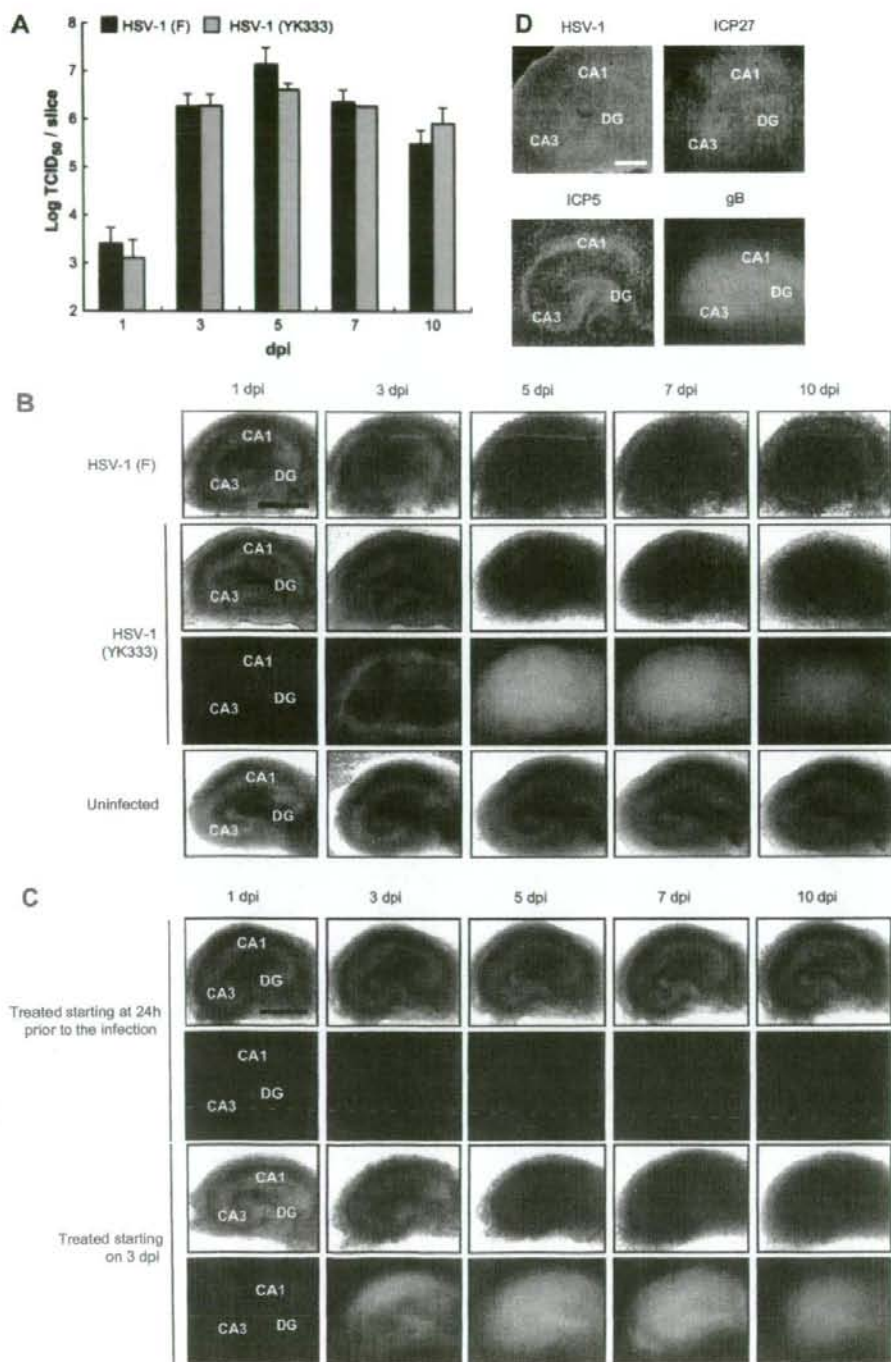 A
HSV-1 (F)
HSV-1 (YK333)
Log TCID50 / slice
8
7
6
5
4
3
2
1
3
5
7
10
dpi
D
HSV-1
ICP27
CA1
CA1
DG
DG
CA3
CA3
ICP5
gB
CA1
CA1
DG
DG
CA3
CA3
B
1 dpi
3 dpi
5 dpi
7 dpi
10 dpi
HSV-1 (F)
CA1
CA3
DG
HSV-1
(YK333)
CA1
CA3
DG
CA1
CA3
DG
Uninfected
CA1
DG
CA3
C
1 dpi
3 dpi
5 dpi
7 dpi
10 dpi
Treated starting at 24h
prior to the infection
CA1
DG
CA3
CA1
DG
CA3
Treated starting
on 3 dpi
CA1
CA3
DG
CA1
CA3
DG